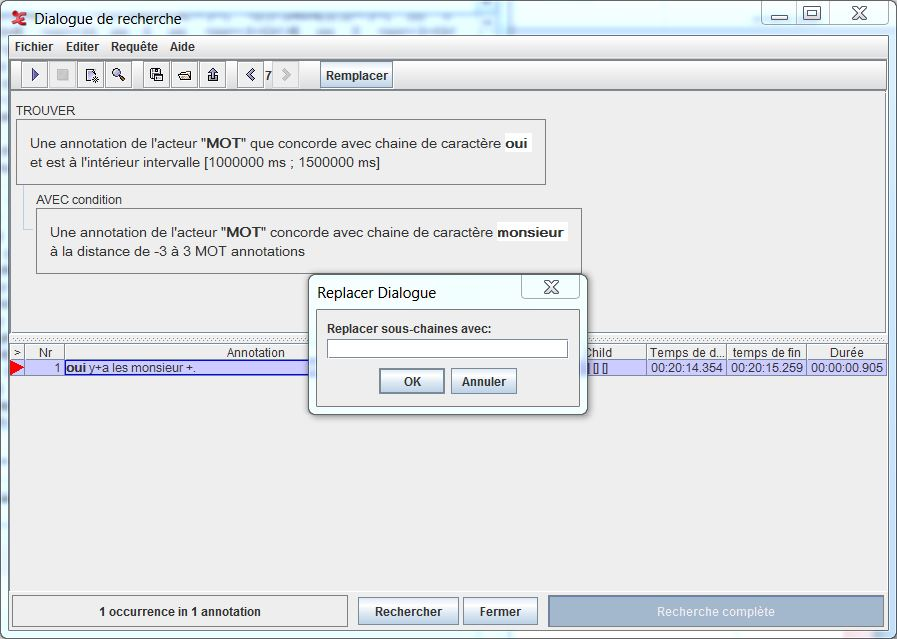 Dialogue de recherche
Fichier Editer Requête Aide
7 Remplacer
TROUVER
Une annotation de l'acteur "MOT" que concorde avec chaine de caractère oui
et est à l'intérieur intervalle [1000000 ms ; 1500000 ms]
AVEC condition
Une annotation de l'acteur "MOT" concorde avec chaine de caractère monsieur
à la distance de -3 à 3 MOT annotations
Replacer Dialogue
Replacer sous-chaines avec:
OK Annuler
> Nr Annotation Child Temps de d... temps de fin Durée
1 oui y+a les monsieur +. [] [] 00:20:14.354 00:20:15.259 00:00:00.905
1 occurrence in 1 annotation Rechercher Fermer Recherche complète